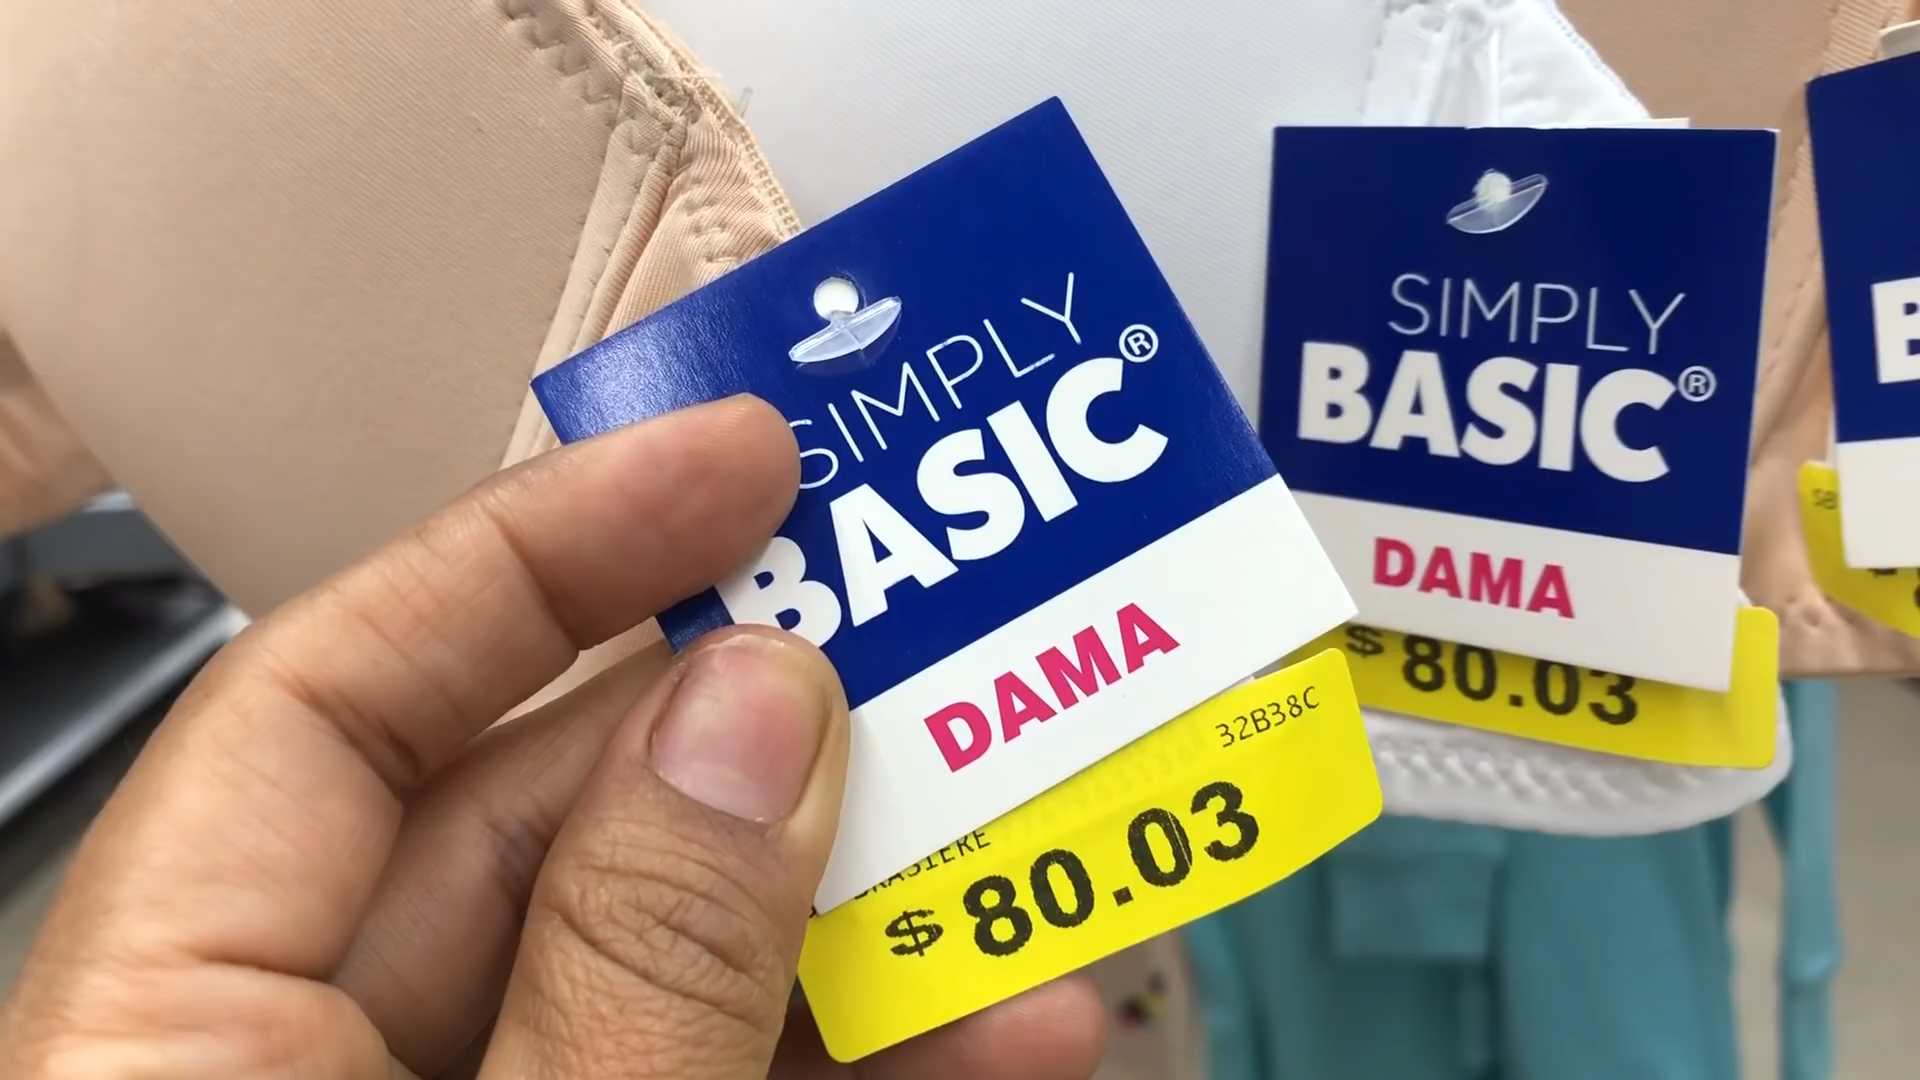 SIMPLY
BASIC®
DAMA
32B38C
$ 80.03
SIMPLY
BASIC®
DAMA
$ 80.03